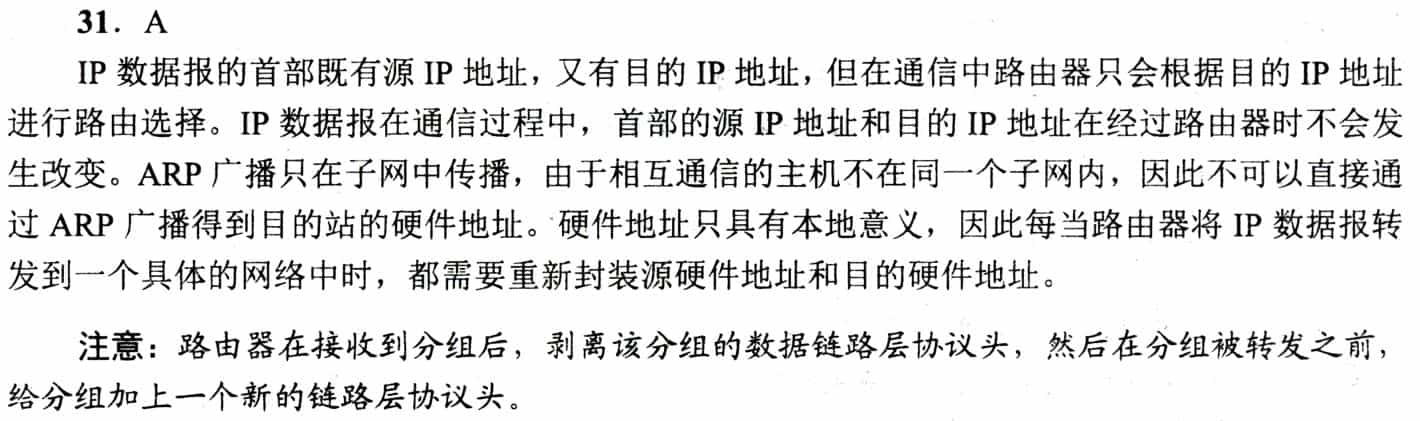 31. A
IP 数据报的首部既有源 IP 地址，又有目的 IP 地址，但在通信中路由器只会根据目的 IP 地址
进行路由选择。IP 数据报在通信过程中，首部的源 IP 地址和目的 IP 地址在经过路由器时不会发
生改变。ARP 广播只在子网中传播，由于相互通信的主机不在同一个子网内，因此不可以直接通
过 ARP 广播得到目的站的硬件地址。硬件地址只具有本地意义，因此每当路由器将 IP 数据报转
发到一个具体的网络中时，都需要重新封装源硬件地址和目的硬件地址。
注意：路由器在接收到分组后，剥离该分组的数据链路层协议头，然后在分组被转发之前，
给分组加上一个新的链路层协议头。